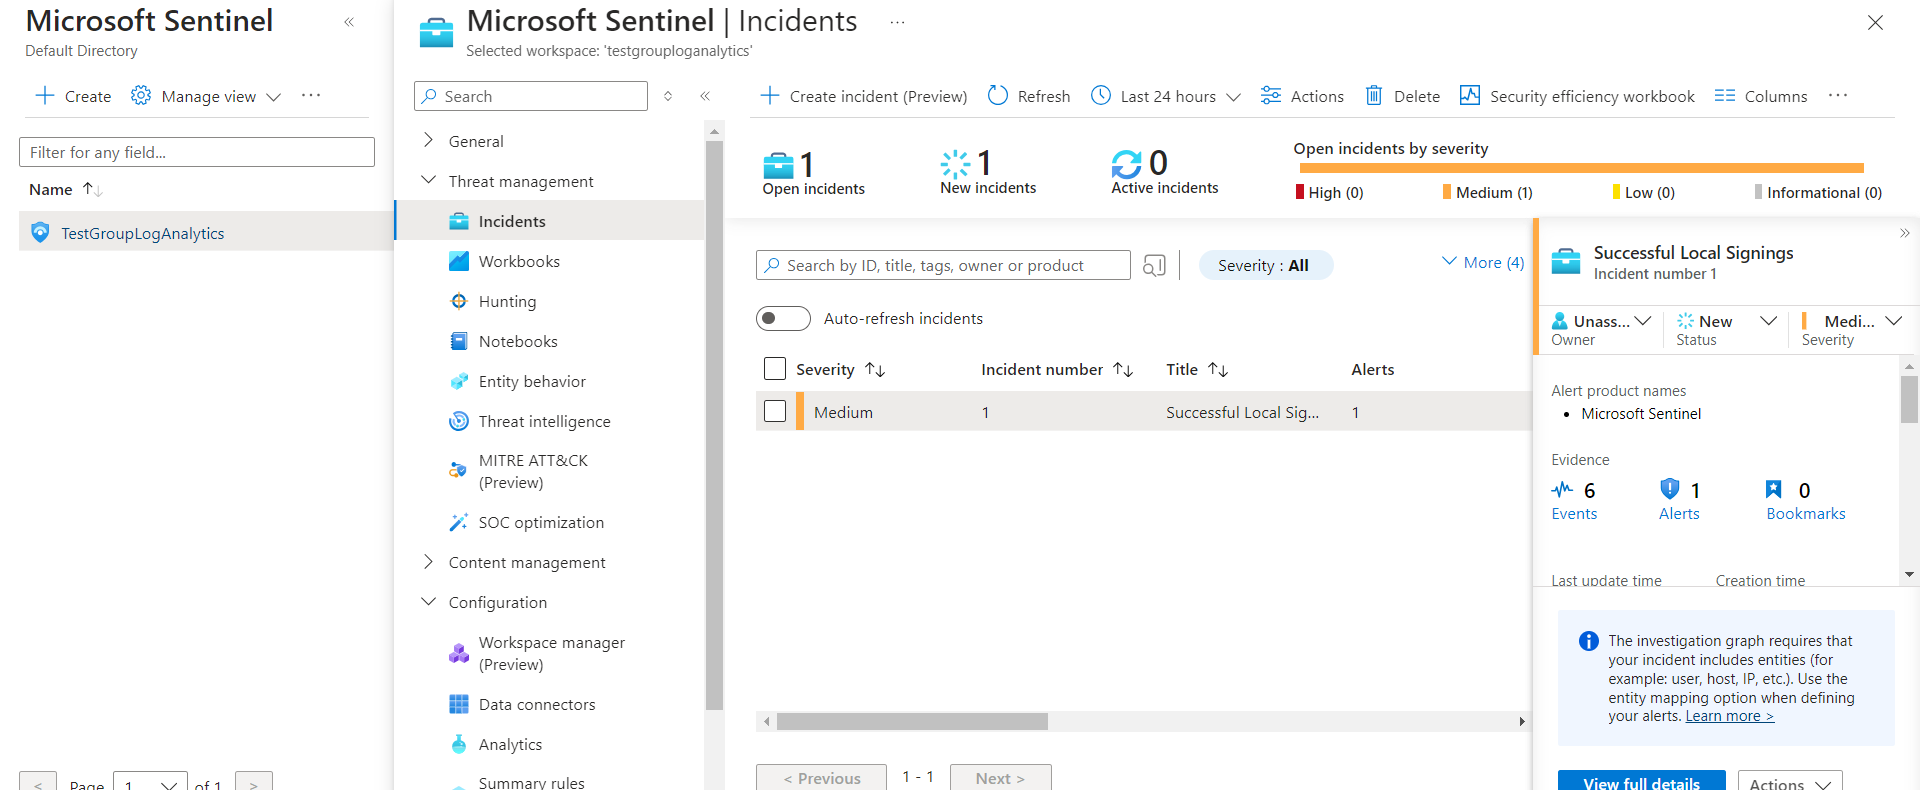 Microsoft Sentinel
«
Default Directory
Create
Manage view
...
Filter for any field...
Name ↑↓
TestGroupLogAnalytics
< Page 1 of 1 >
Microsoft Sentinel | Incidents
...
Selected workspace: 'testgrouploganalytics'
Search
«
General
Threat management
Incidents
Workbooks
Hunting
Notebooks
Entity behavior
Threat intelligence
MITRE ATT&CK
(Preview)
SOC optimization
Content management
Configuration
Workspace manager
(Preview)
Data connectors
Analytics
Summary rules
+ Create incident (Preview) Refresh Last 24 hours Actions Delete Security efficiency workbook Columns ...
1
Open incidents
1
New incidents
0
Active incidents
Open incidents by severity
High (0) Medium (1) Low (0) Informational (0)
Search by ID, title, tags, owner or product
Severity : All
More (4)
Auto-refresh incidents
Severity ↑↓ Incident number ↑↓ Title ↑↓ Alerts
Medium 1 Successful Local Sig... 1
< Previous 1 - 1 Next >
»
Successful Local Signings
Incident number 1
Unass... New Medi...
Owner Status Severity
Alert product names
• Microsoft Sentinel
Evidence
6 1 0
Events Alerts Bookmarks
Last update time Creation time
The investigation graph requires that
your incident includes entities (for
example: user, host, IP, etc.). Use the
entity mapping option when defining
your alerts. Learn more >
View full details Actions